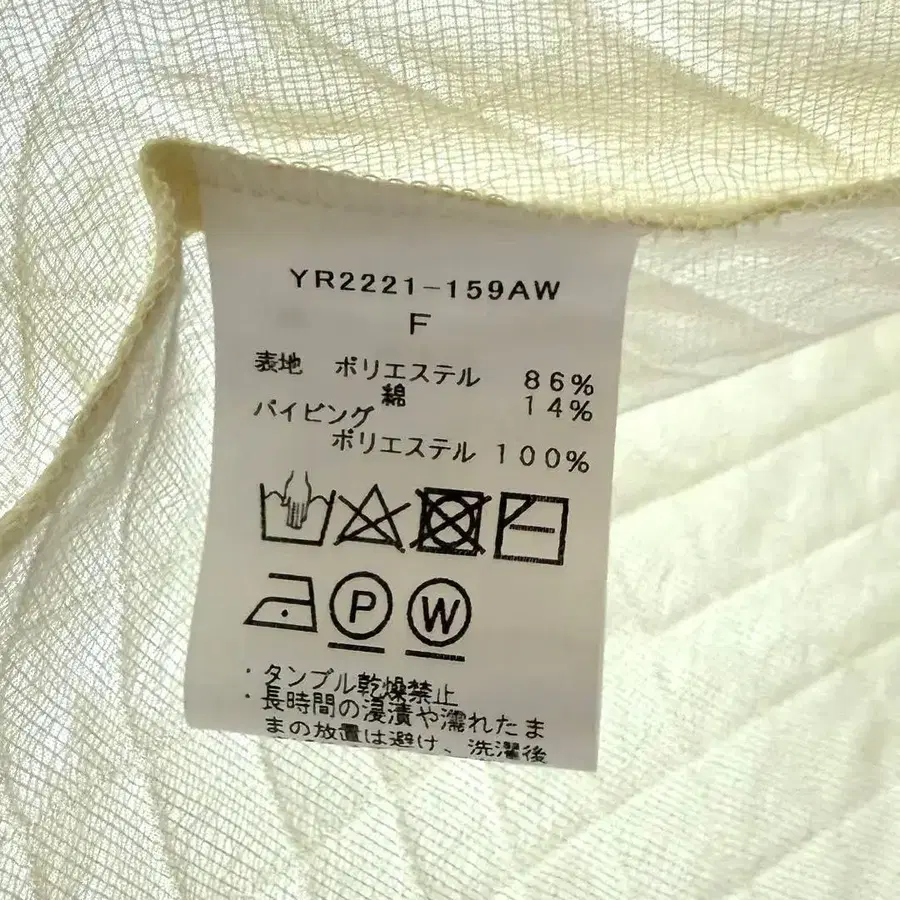 YR2221-159AW
F
表地 ポリエステル 86%
綿 14%
パイピング
ポリエステル 100%
P W
・タンブル乾燥禁止
・長時間の浸漬や濡れたま
まの放置は避け、洗濯後